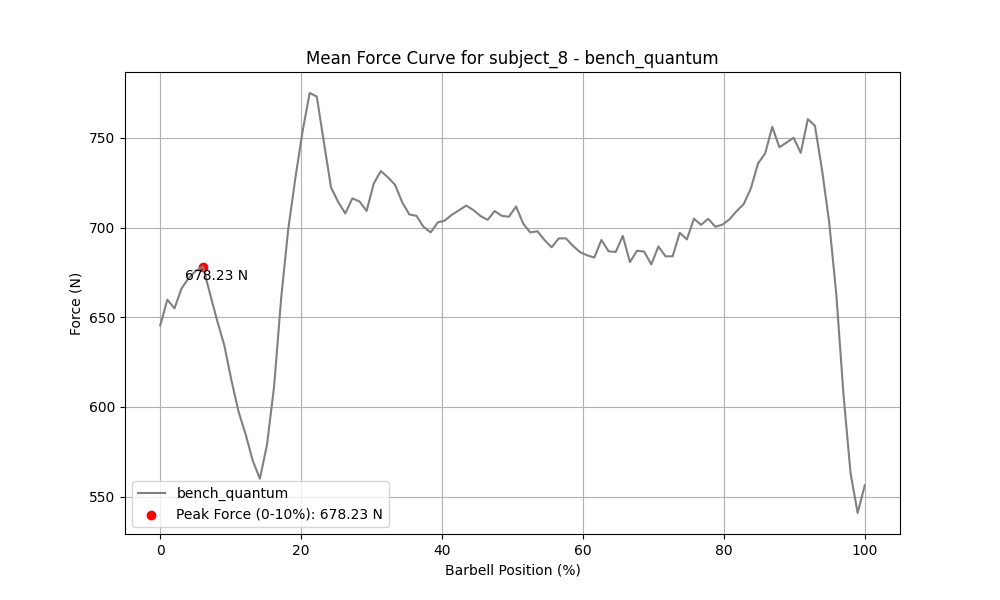 Mean Force Curve for subject_8 - bench_quantum
Force (N)
750
700
650
600
550
678.23 N
bench_quantum
Peak Force (0-10%): 678.23 N
0 20 40 60 80 100
Barbell Position (%)